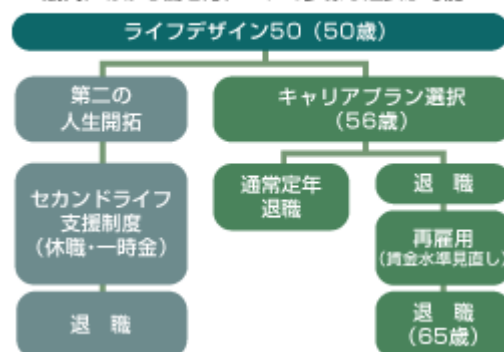 ライフデザイン50（50歳）
第二の
人生開拓
キャリアプラン選択
（56歳）
セカンドライフ
支援制度
（休職・一時金）
通常定年
退職
退　職
再雇用
（賃金水準見直し）
退　職
退　職
（65歳）